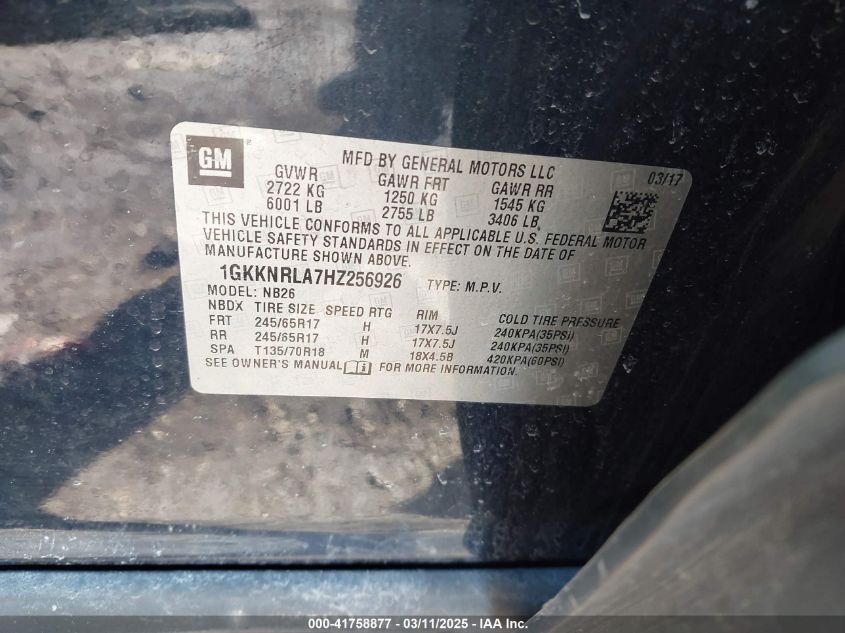 GM
MFD BY GENERAL MOTORS LLC 03/17
GVWR GAWR FRT GAWR RR
2722 KG 1250 KG 1545 KG
6001 LB 2755 LB 3406 LB
THIS VEHICLE CONFORMS TO ALL APPLICABLE U.S. FEDERAL MOTOR
VEHICLE SAFETY STANDARDS IN EFFECT ON THE DATE OF
MANUFACTURE SHOWN ABOVE.
1GKKNRLA7HZ256926 TYPE: M.P.V.
MODEL: NB26
NBDX TIRE SIZE SPEED RTG RIM COLD TIRE PRESSURE
FRT 245/65R17 H 17X7.5J 240KPA(35PSI)
RR 245/65R17 H 17X7.5J 240KPA(35PSI)
SPA T135/70R18 M 18X4.5B 420KPA(60PSI)
SEE OWNER'S MANUAL FOR MORE INFORMATION.
000-41758877 - 03/11/2025 - IAA Inc.